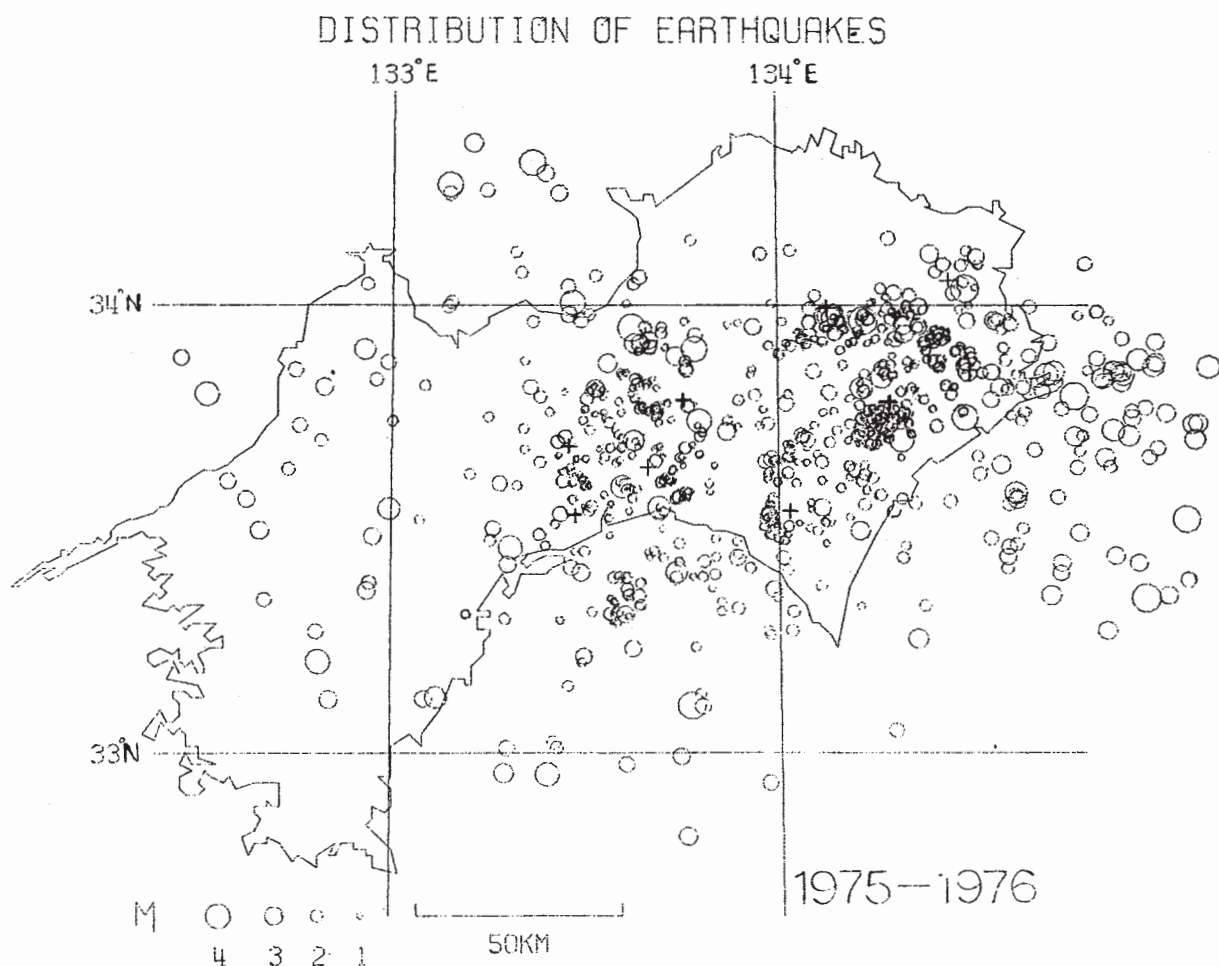 DISTRIBUTION OF EARTHQUAKES
133°E 134°E
34°N
33°N
1975-1976
M
4 3 2 1
50KM